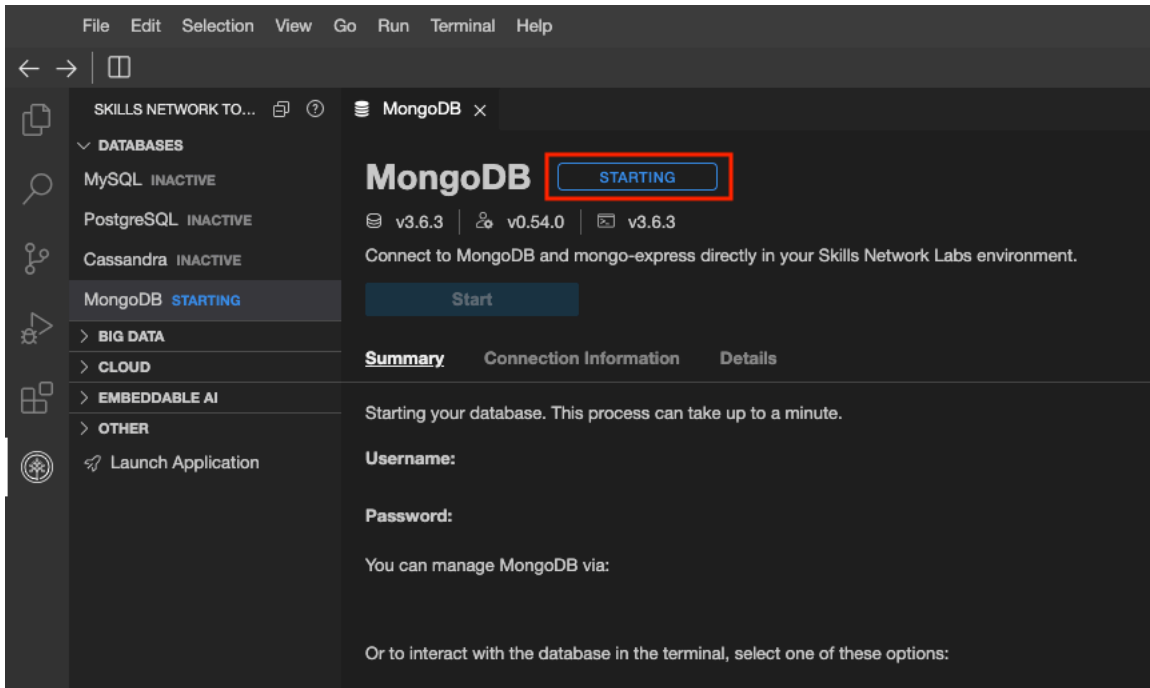 File Edit Selection View Go Run Terminal Help
SKILLS NETWORK TO...
MongoDB
DATABASES
MySQL INACTIVE
PostgreSQL INACTIVE
Cassandra INACTIVE
MongoDB STARTING
BIG DATA
CLOUD
EMBEDDABLE AI
OTHER
Launch Application
MongoDB STARTING
v3.6.3 v0.54.0 v3.6.3
Connect to MongoDB and mongo-express directly in your Skills Network Labs environment.
Start
Summary Connection Information Details
Starting your database. This process can take up to a minute.
Username:
Password:
You can manage MongoDB via:
Or to interact with the database in the terminal, select one of these options: